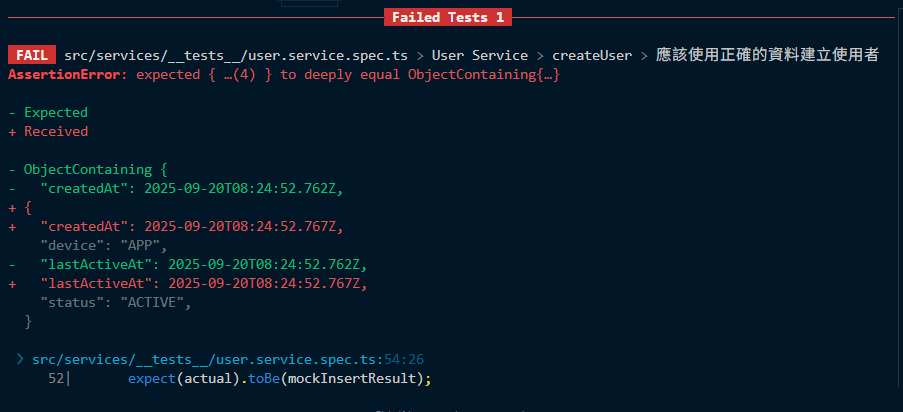 Failed Tests 1
FAIL src/services/__tests__/user.service.spec.ts > User Service > createUser > 應該使用正確的資料建立使用者
AssertionError: expected { …(4) } to deeply equal ObjectContaining{…}
- Expected
+ Received
- ObjectContaining {
-   "createdAt": 2025-09-20T08:24:52.762Z,
+ {
+   "createdAt": 2025-09-20T08:24:52.767Z,
    "device": "APP",
-   "lastActiveAt": 2025-09-20T08:24:52.762Z,
+   "lastActiveAt": 2025-09-20T08:24:52.767Z,
    "status": "ACTIVE",
  }
❯ src/services/__tests__/user.service.spec.ts:54:26
52|       expect(actual).toBe(mockInsertResult);